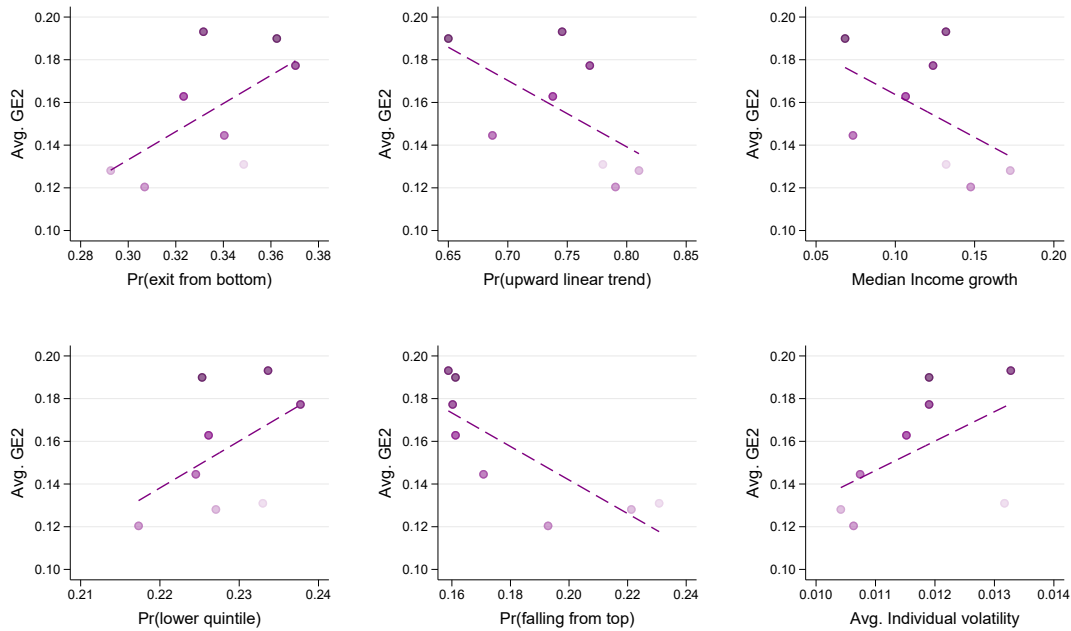 0.20
0.18
0.16
0.14
0.12
0.10
Avg. GE2
0.28 0.30 0.32 0.34 0.36 0.38
Pr(exit from bottom)
0.20
0.18
0.16
0.14
0.12
0.10
Avg. GE2
0.65 0.70 0.75 0.80 0.85
Pr(upward linear trend)
0.20
0.18
0.16
0.14
0.12
0.10
Avg. GE2
0.05 0.10 0.15 0.20
Median Income growth
0.20
0.18
0.16
0.14
0.12
0.10
Avg. GE2
0.21 0.22 0.23 0.24
Pr(lower quintile)
0.20
0.18
0.16
0.14
0.12
0.10
Avg. GE2
0.16 0.18 0.20 0.22 0.24
Pr(falling from top)
0.20
0.18
0.16
0.14
0.12
0.10
Avg. GE2
0.010 0.011 0.012 0.013 0.014
Avg. Individual volatility